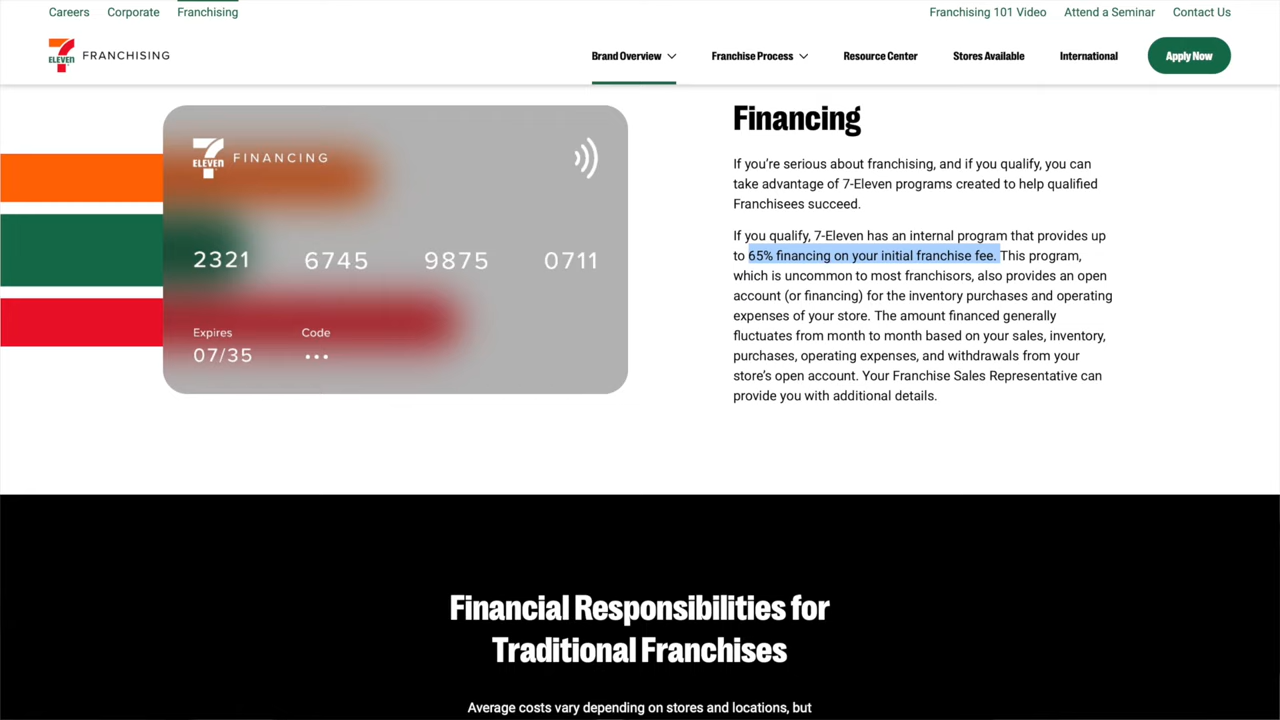 Careers Corporate Franchising Franchising 101 Video Attend a Seminar Contact Us
7 ELEVEN FRANCHISING Brand Overview Franchise Process Resource Center Stores Available International Apply Now
7 ELEVEN FINANCING
2321 6745 9875 0711
Expires Code
07/35 •••
Financing
If you’re serious about franchising, and if you qualify, you can
take advantage of 7-Eleven programs created to help qualified
Franchisees succeed.
If you qualify, 7-Eleven has an internal program that provides up
to 65% financing on your initial franchise fee. This program,
which is uncommon to most franchisors, also provides an open
account (or financing) for the inventory purchases and operating
expenses of your store. The amount financed generally
fluctuates from month to month based on your sales, inventory,
purchases, operating expenses, and withdrawals from your
store’s open account. Your Franchise Sales Representative can
provide you with additional details.
Financial Responsibilities for
Traditional Franchises
Average costs vary depending on stores and locations, but